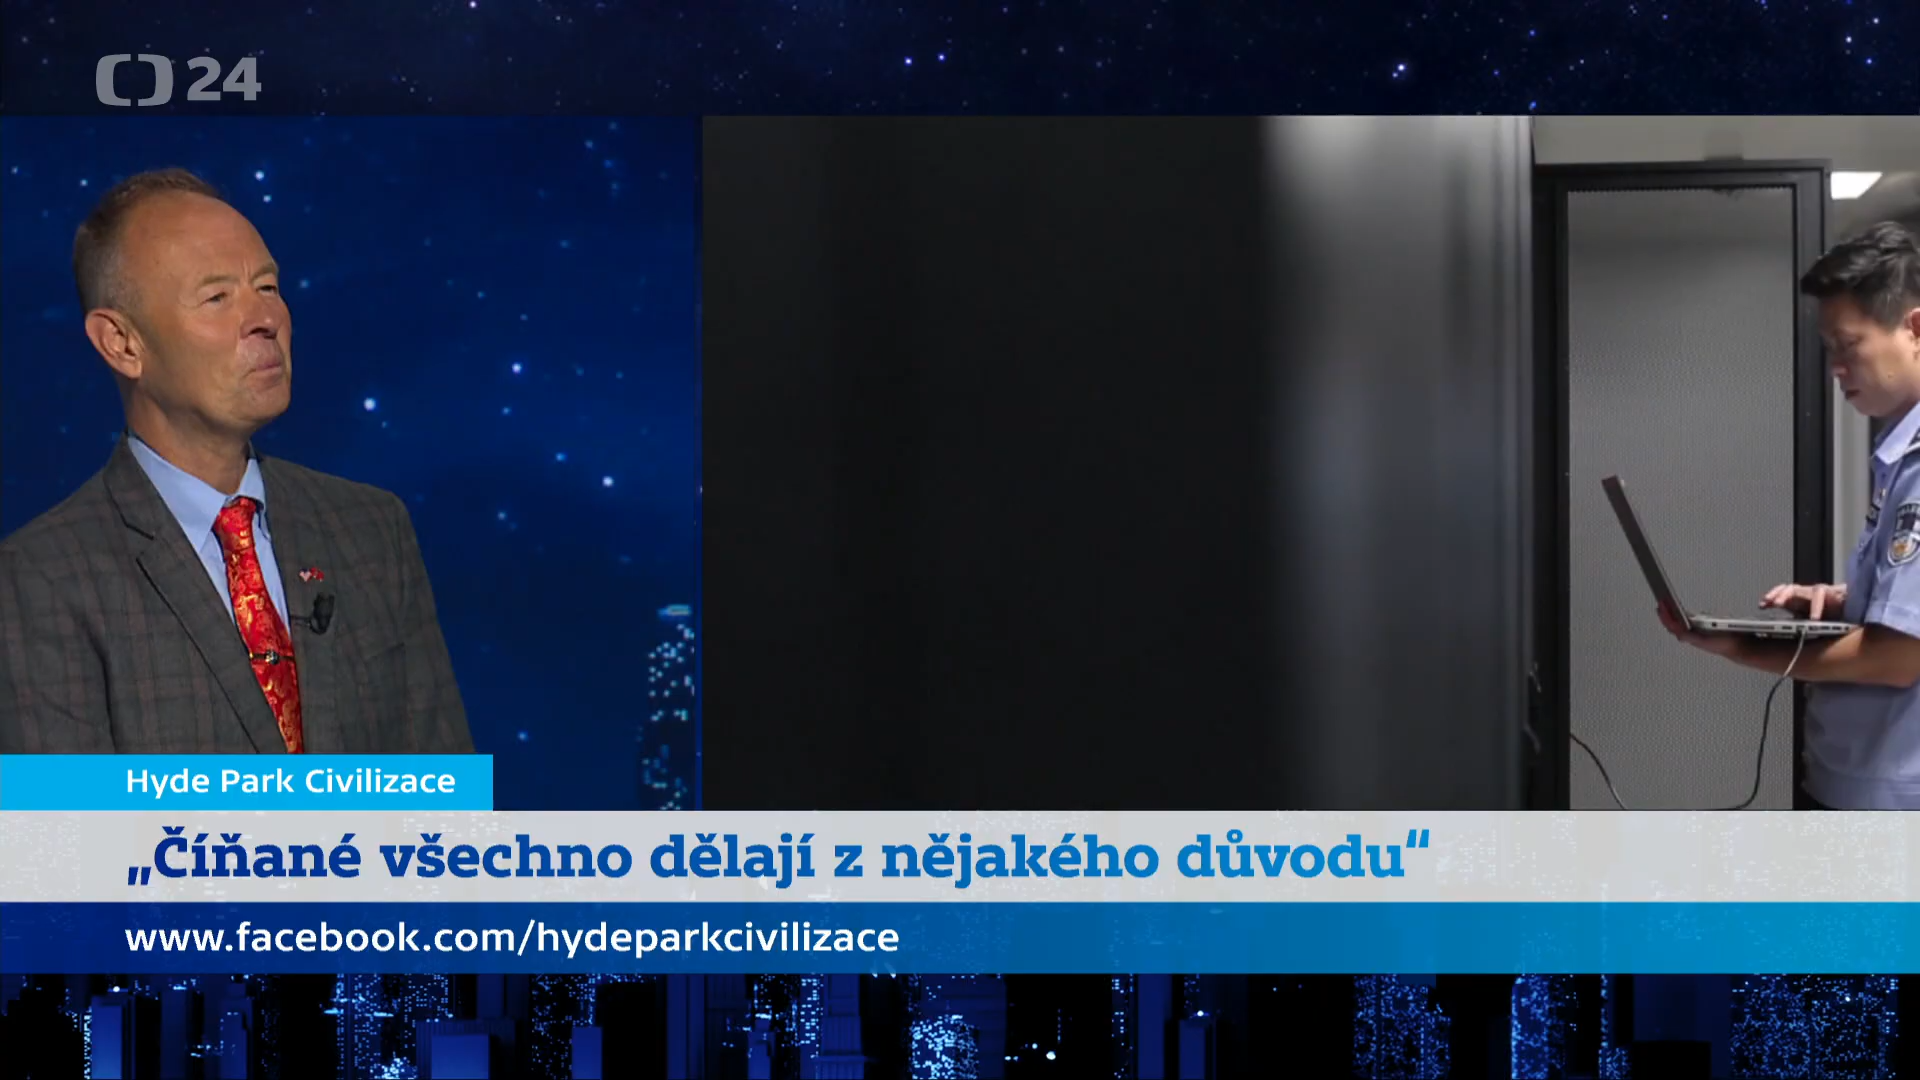 24
Hyde Park Civilizace
„Číňané všechno dělají z nějakého důvodu“
www.facebook.com/hydeparkcivilizace